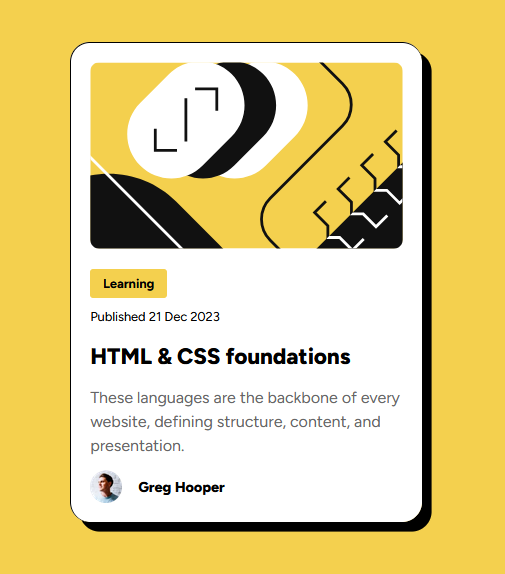 Learning
Published 21 Dec 2023
HTML & CSS foundations
These languages are the backbone of every
website, defining structure, content, and
presentation.
Greg Hooper